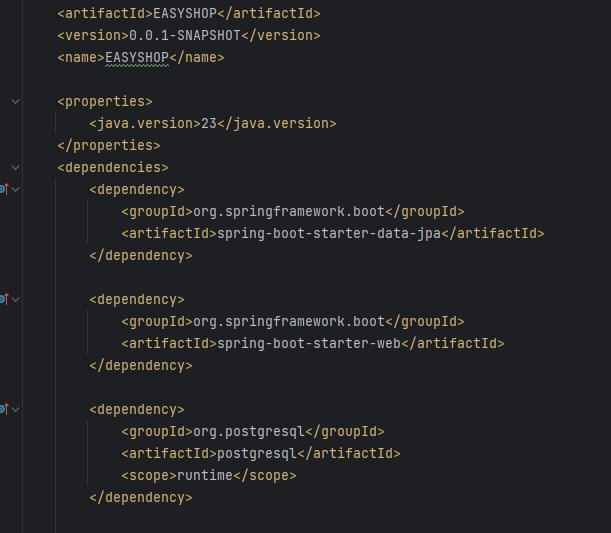 <artifactId>EASYSHOP</artifactId>
<version>0.0.1-SNAPSHOT</version>
<name>EASYSHOP</name>
<properties>
<java.version>23</java.version>
</properties>
<dependencies>
<dependency>
<groupId>org.springframework.boot</groupId>
<artifactId>spring-boot-starter-data-jpa</artifactId>
</dependency>
<dependency>
<groupId>org.springframework.boot</groupId>
<artifactId>spring-boot-starter-web</artifactId>
</dependency>
<dependency>
<groupId>org.postgresql</groupId>
<artifactId>postgresql</artifactId>
<scope>runtime</scope>
</dependency>